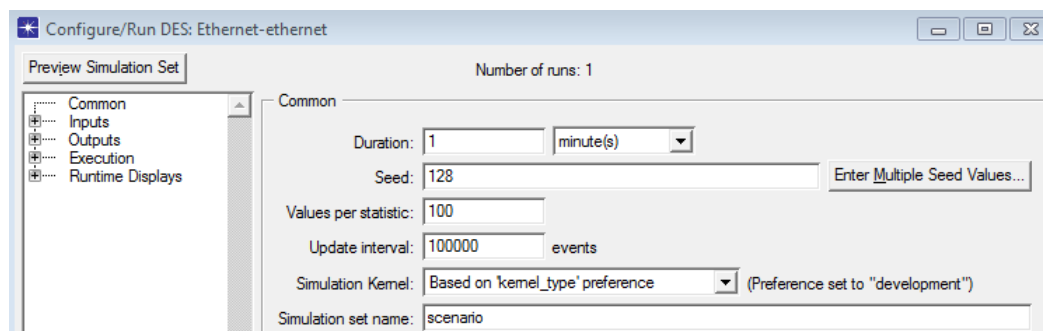 Configure/Run DES: Ethernet-ethernet
Preview Simulation Set
Number of runs: 1
Common
Inputs
Outputs
Execution
Runtime Displays
Common
Duration: 1 minute(s)
Seed: 128 Enter Multiple Seed Values...
Values per statistic: 100
Update interval: 100000 events
Simulation Kernel: Based on 'kernel_type' preference (Preference set to "development")
Simulation set name: scenario